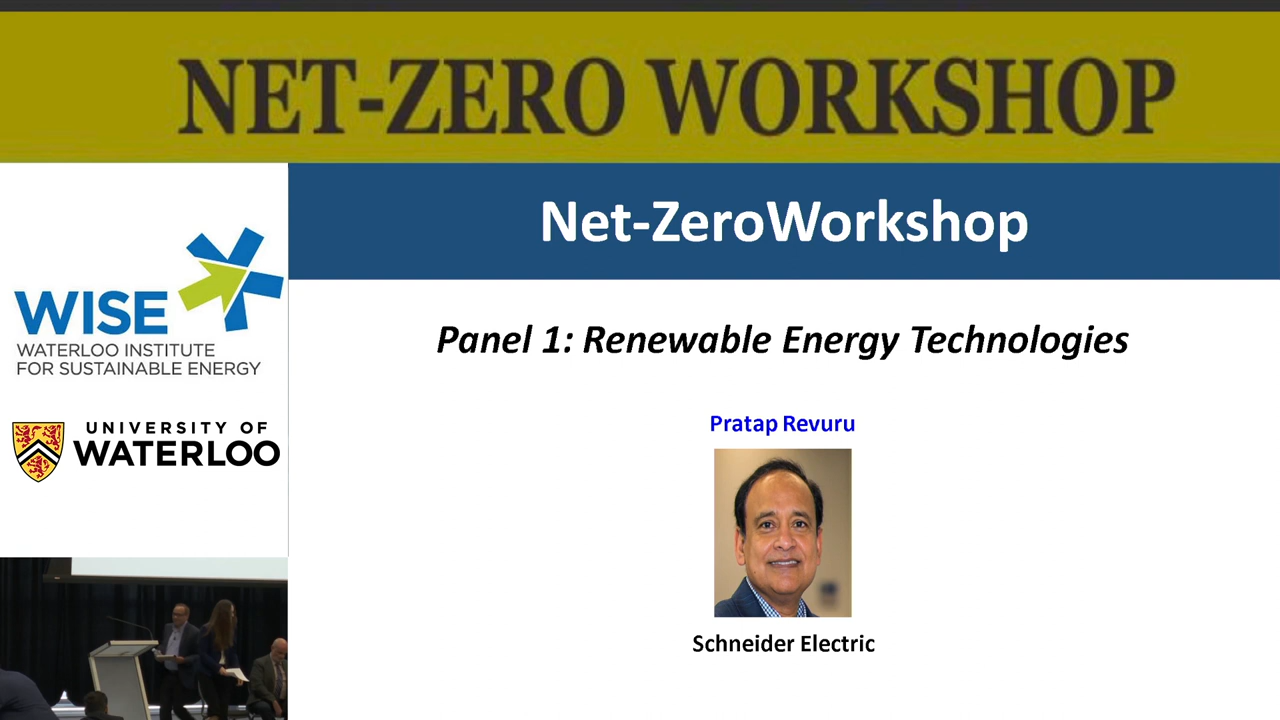 NET-ZERO WORKSHOP
Net-ZeroWorkshop
WISE
WATERLOO INSTITUTE
FOR SUSTAINABLE ENERGY
UNIVERSITY OF
WATERLOO
Panel 1: Renewable Energy Technologies
Pratap Revuru
Schneider Electric